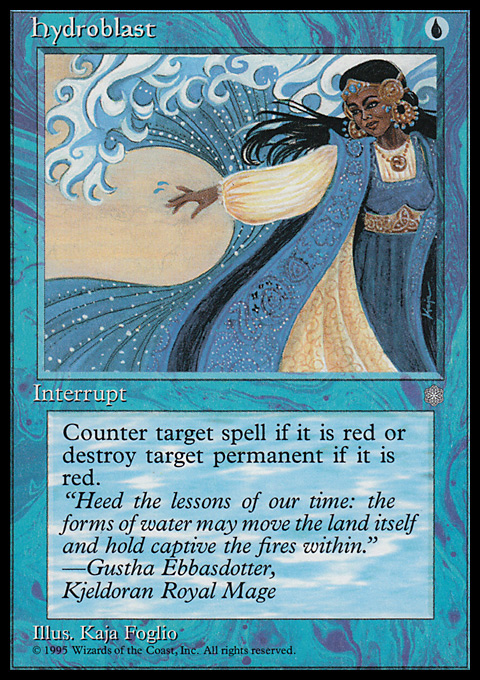 Hydroblast
Interrupt
Counter target spell if it is red or
destroy target permanent if it is
red.
“Heed the lessons of our time: the
forms of water may move the land itself
and hold captive the fires within.”
—Gustha Ebbasdotter,
Kjeldoran Royal Mage
Illus. Kaja Foglio
© 1995 Wizards of the Coast, Inc. All rights reserved.
Kaja